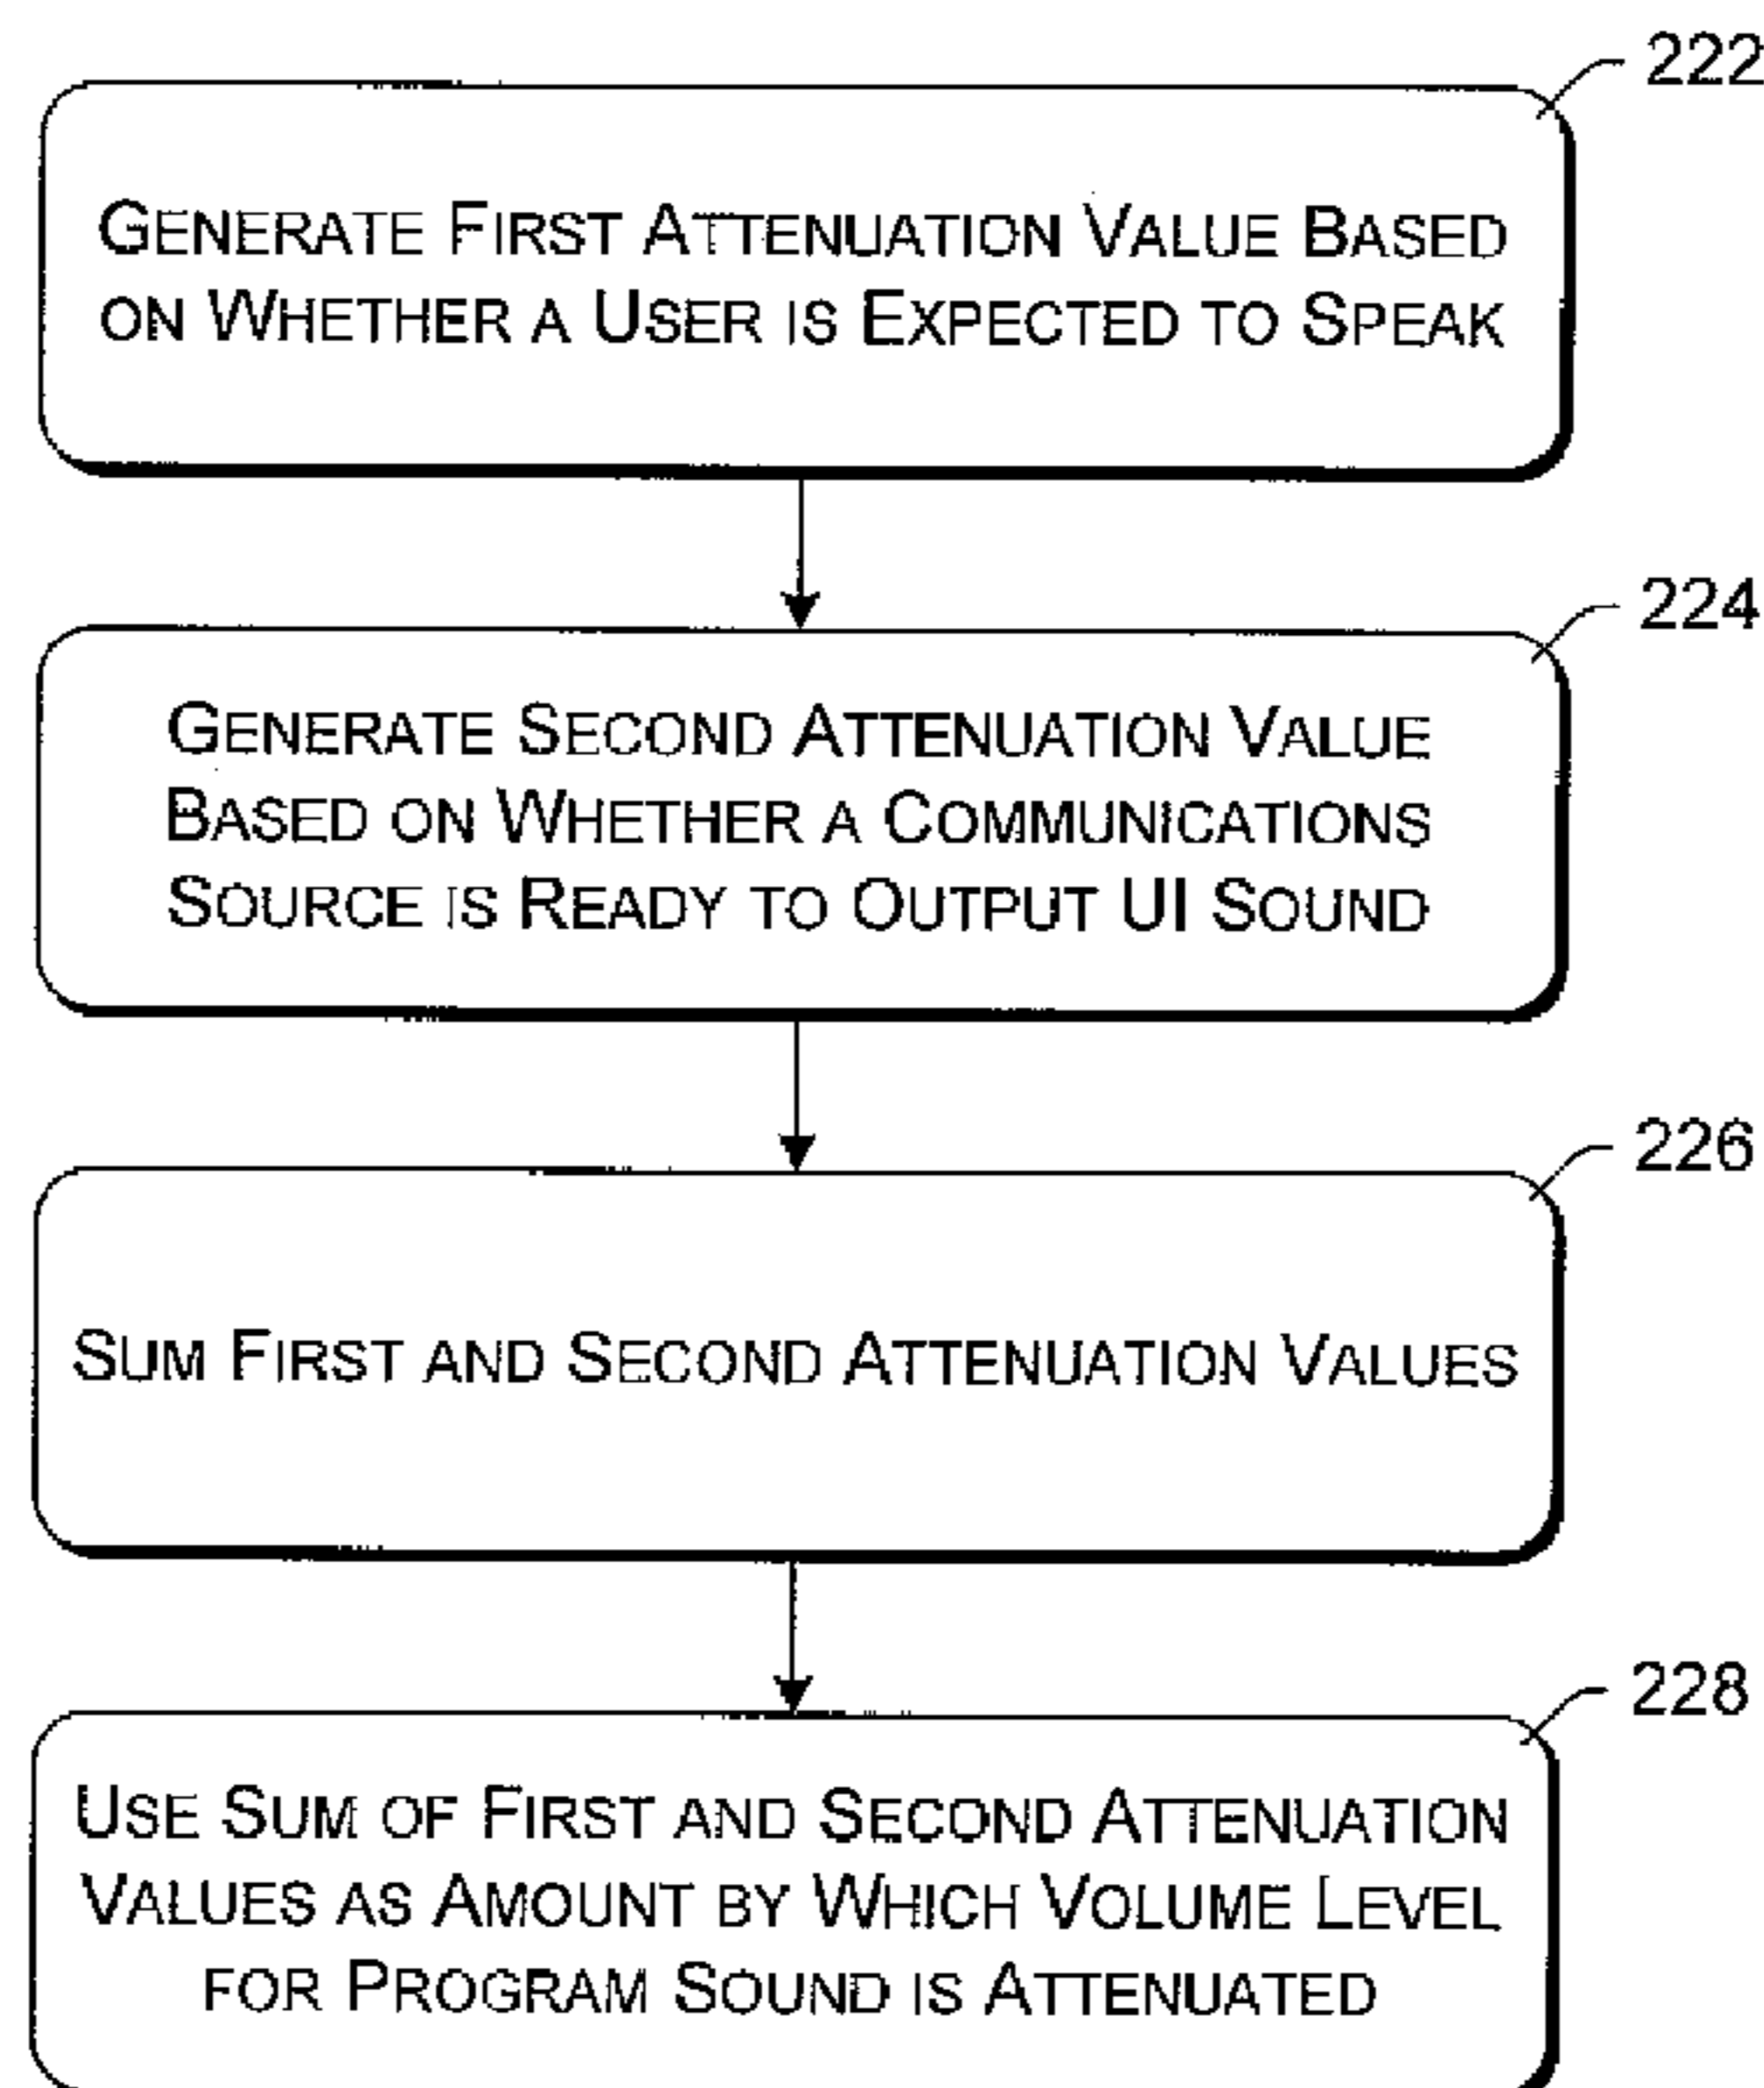 222
GENERATE FIRST ATTENUATION VALUE BASED
ON WHETHER A USER IS EXPECTED TO SPEAK
224
GENERATE SECOND ATTENUATION VALUE
BASED ON WHETHER A COMMUNICATIONS
SOURCE IS READY TO OUTPUT UI SOUND
226
SUM FIRST AND SECOND ATTENUATION VALUES
228
USE SUM OF FIRST AND SECOND ATTENUATION
VALUES AS AMOUNT BY WHICH VOLUME LEVEL
FOR PROGRAM SOUND IS ATTENUATED